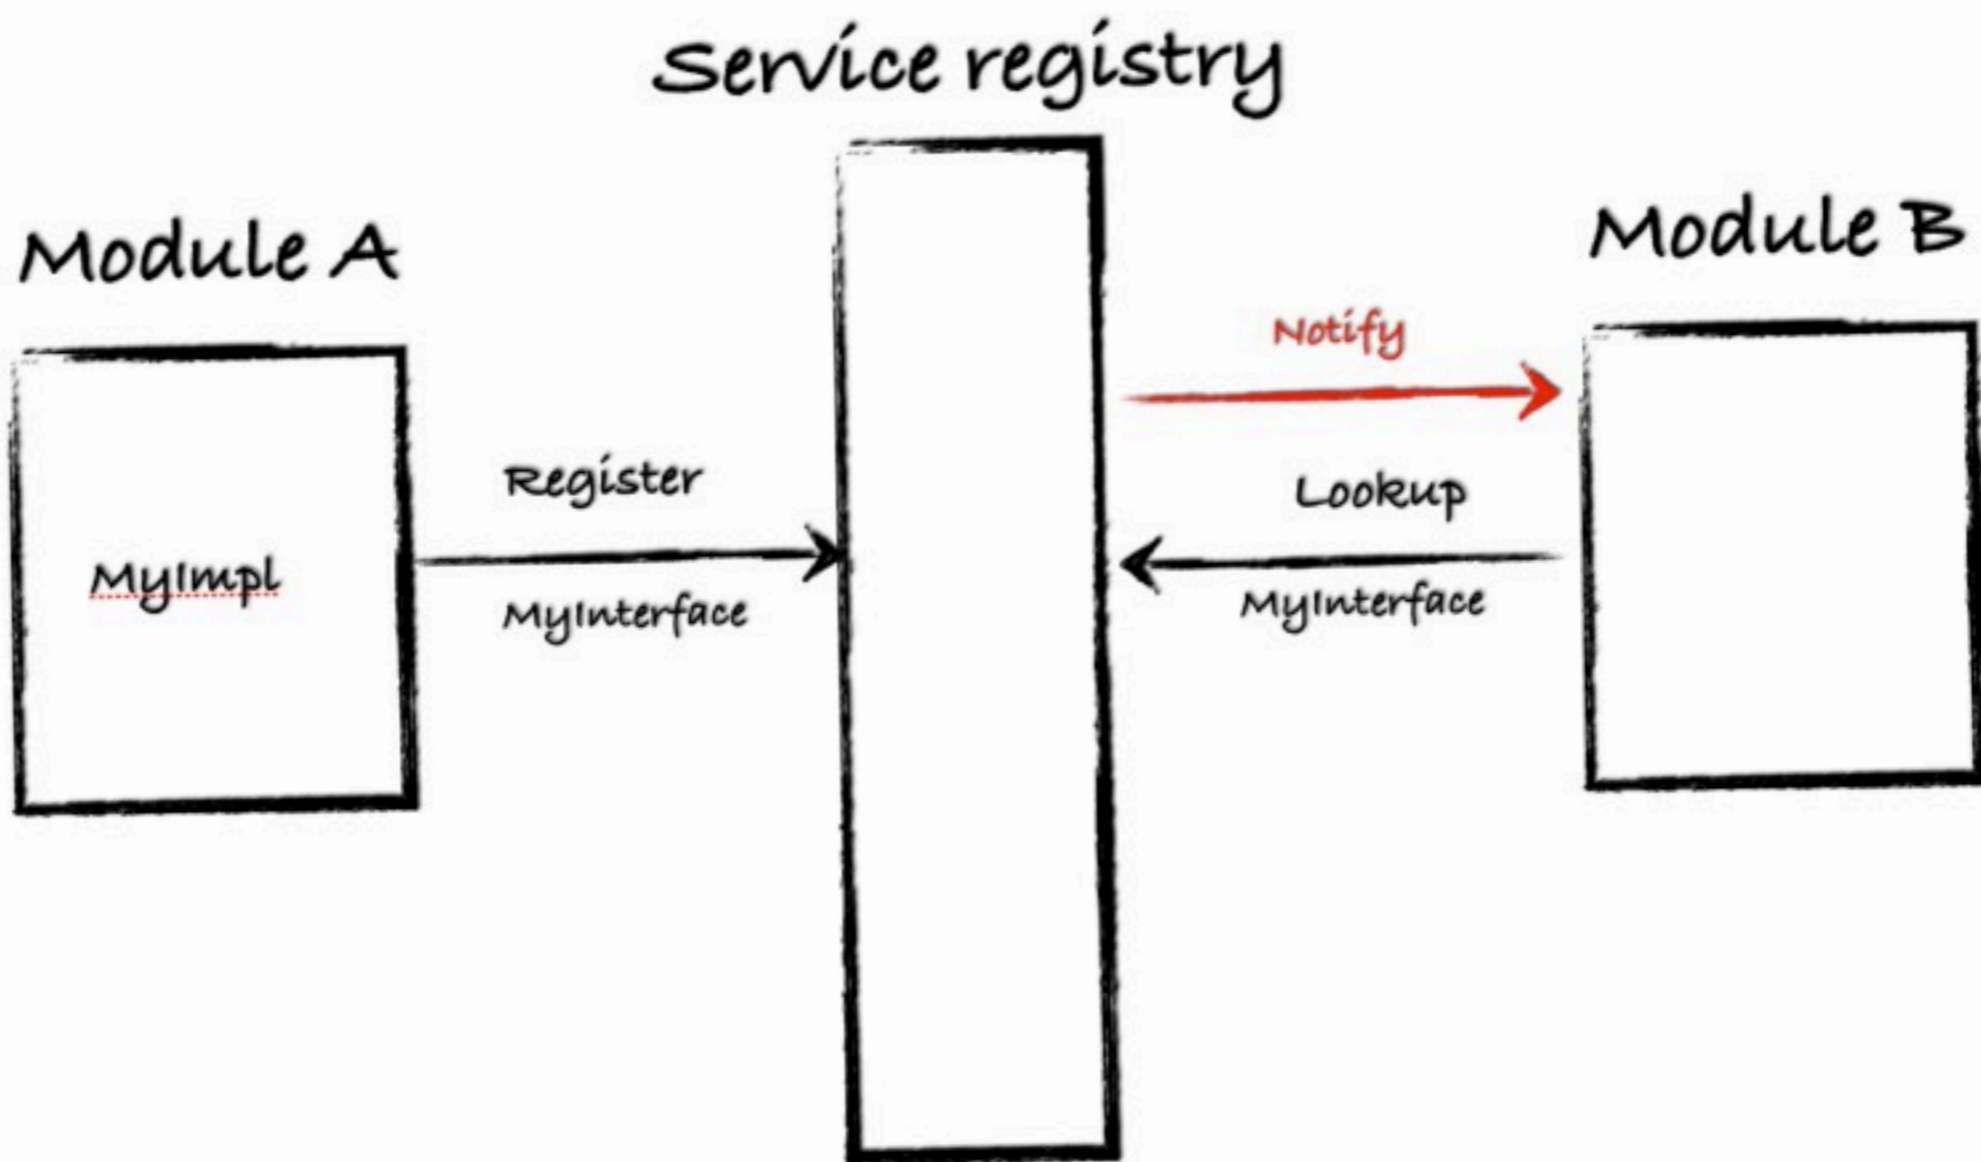 Service registry
Module A
Module B
Notify
Register
Lookup
MyImpl
MyInterface
MyInterface